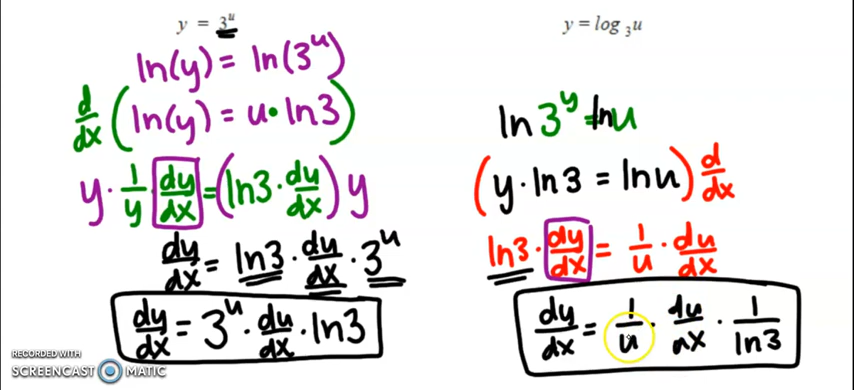 y = 3^u
ln(y) = ln(3^u)
d/dx (ln(y) = u · ln3)
y · 1/y · dy/dx = (ln3 · du/dx) y
dy/dx = ln3 · du/dx · 3^u
dy/dx = 3^u · du/dx · ln3
y = log ₃u
ln 3^y = ln u
(y · ln 3 = ln u) d/dx
ln3 · dy/dx = 1/u · du/dx
dy/dx = 1/u · du/dx · 1/ln3
RECORDED WITH
SCREENCAST MATIC